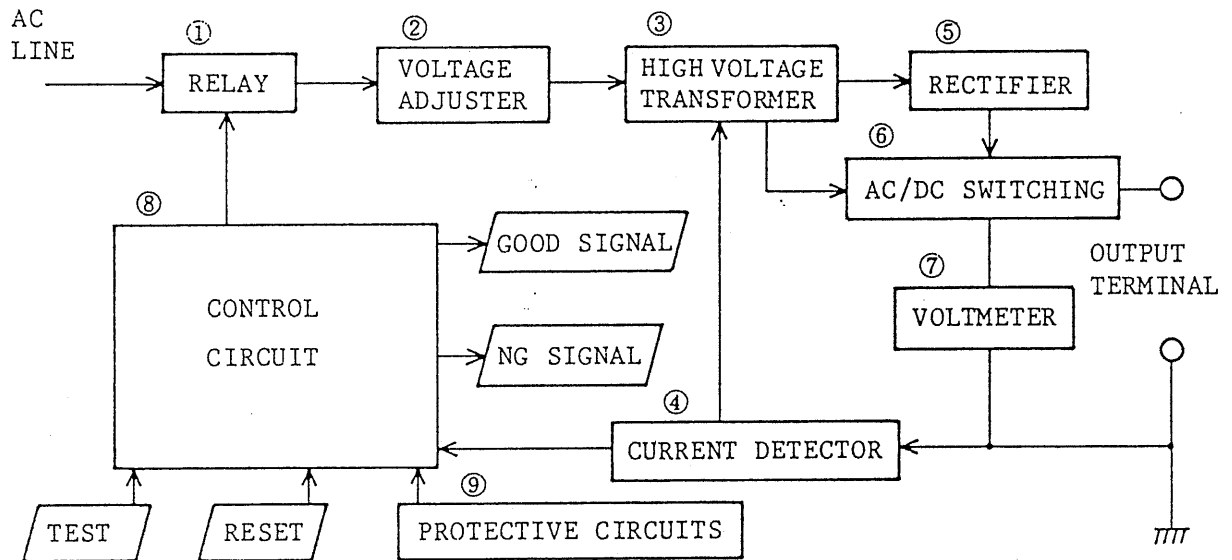 AC
LINE
①
RELAY
②
VOLTAGE
ADJUSTER
③
HIGH VOLTAGE
TRANSFORMER
⑤
RECTIFIER
⑥
AC/DC SWITCHING
⑧
CONTROL
CIRCUIT
GOOD SIGNAL
NG SIGNAL
⑦
VOLTMETER
OUTPUT
TERMINAL
④
CURRENT DETECTOR
TEST
RESET
⑨
PROTECTIVE CIRCUITS